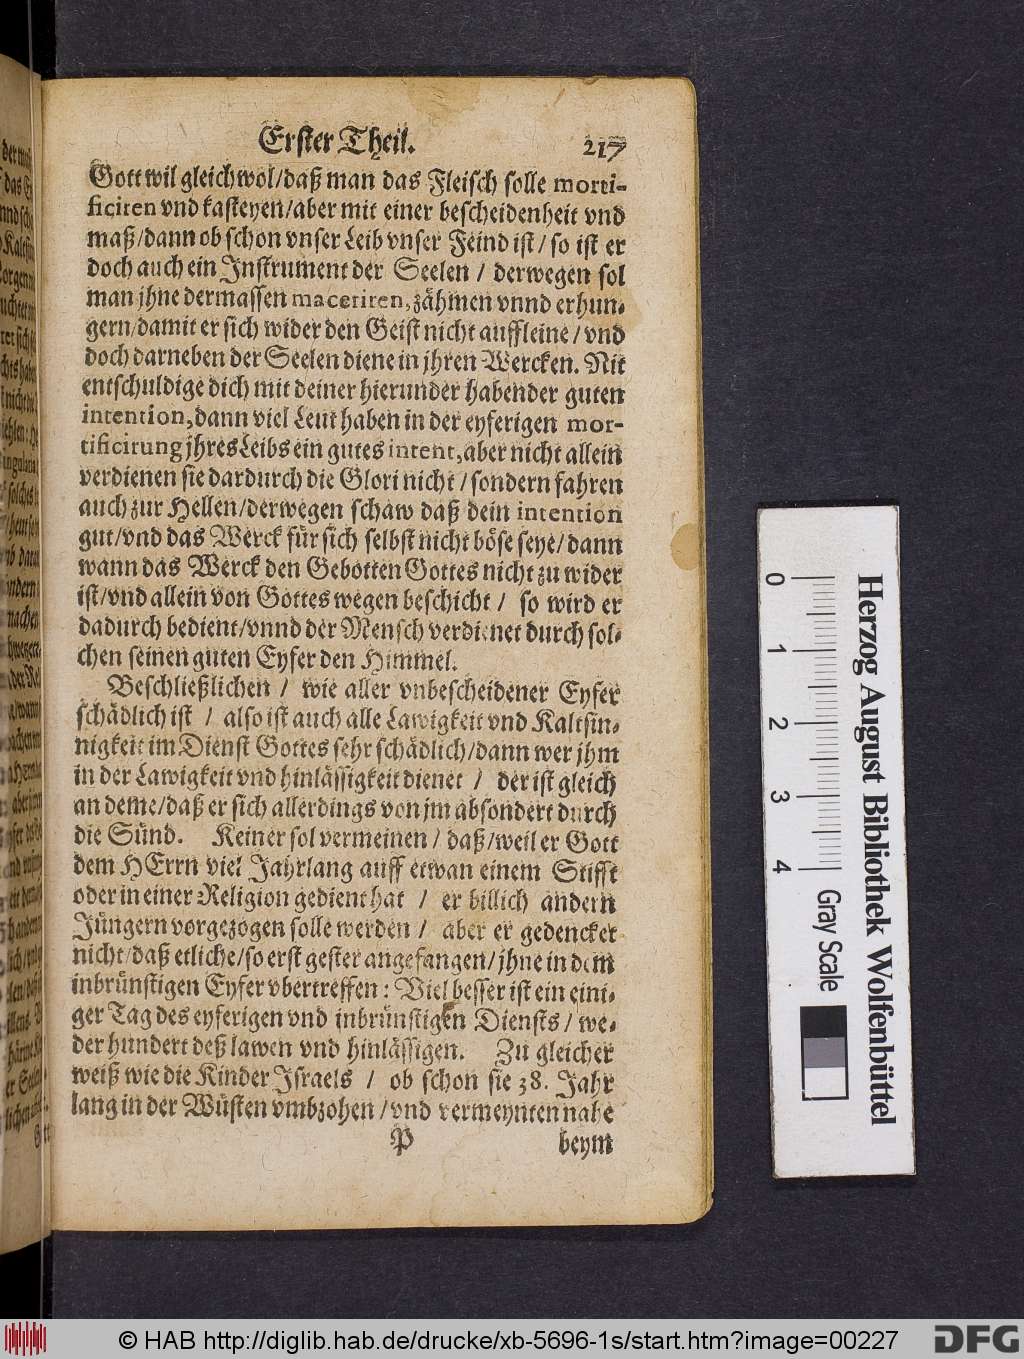 Erster Theil. 217
Gott wil gleichwol/daß man das Fleisch solle morti-
ficiren vnd kasteyen/aber mit einer bescheidenheit vnd
maß/dann ob schon vnser Leib vnser Feind ist/ so ist er
doch auch ein Instrument der Seelen / derwegen sol
man jhne dermassen maceriren, zähmen vnnd erhun-
gern/damit er sich wider den Geist nicht auffleine/ vnd
doch darneben der Seelen diene in jhren Wercken. Nit
entschuldige dich mit deiner hierunder habender guten
intention, dann viel Leut haben in der eyferigen mor-
tificirung jhres Leibs ein gutes intent, aber nicht allein
verdienen sie dardurch die Glori nicht / sondern fahren
auch zur Hellen/derwegen schaw daß dein intention
gut/vnd das Werck für sich selbst nicht böse seye/ dann
wann das Werck den Gebotten Gottes nicht zu wider
ist/vnd allein von Gottes wegen beschicht / so wird er
dadurch bedient/vnnd der Mensch verdienet durch sol-
chen seinen guten Eyfer den Himmel.
Beschließlichen / wie aller vnbescheidener Eyfer
schädlich ist / also ist auch alle Lawigkeit vnd Kaltsin-
nigkeit im Dienst Gottes sehr schädlich/dann wer jhm
in der Lawigkeit vnd hinlässigkeit dienet / der ist gleich
an deme/daß er sich allerdings von jm absondert durch
die Sünd. Keiner sol vermeinen / daß/weil er Gott
dem HErrn viel Jahrlang auff etwan einem Stifft
oder in einer Religion gedient hat / er billich andern
Jüngern vorgezogen solle werden / aber er gedencket
nicht/daß etliche/so erst gester angefangen/jhne in dem
inbrünstigen Eyfer vbertreffen: Viel besser ist ein eini-
ger Tag des eyferigen vnd inbrünstigen Diensts/ we-
der hundert deß lawen vnd hinlässigen. Zu gleicher
weiß wie die Kinder Israels / ob schon sie 38. Jahr
lang in der Wüsten vmbzohen/vnd vermeynten nahe
P beym
Herzog August Bibliothek Wolfenbüttel
0 1 2 3 4 Gray Scale
© HAB http://diglib.hab.de/drucke/xb-5696-1s/start.htm?image=00227
DFG